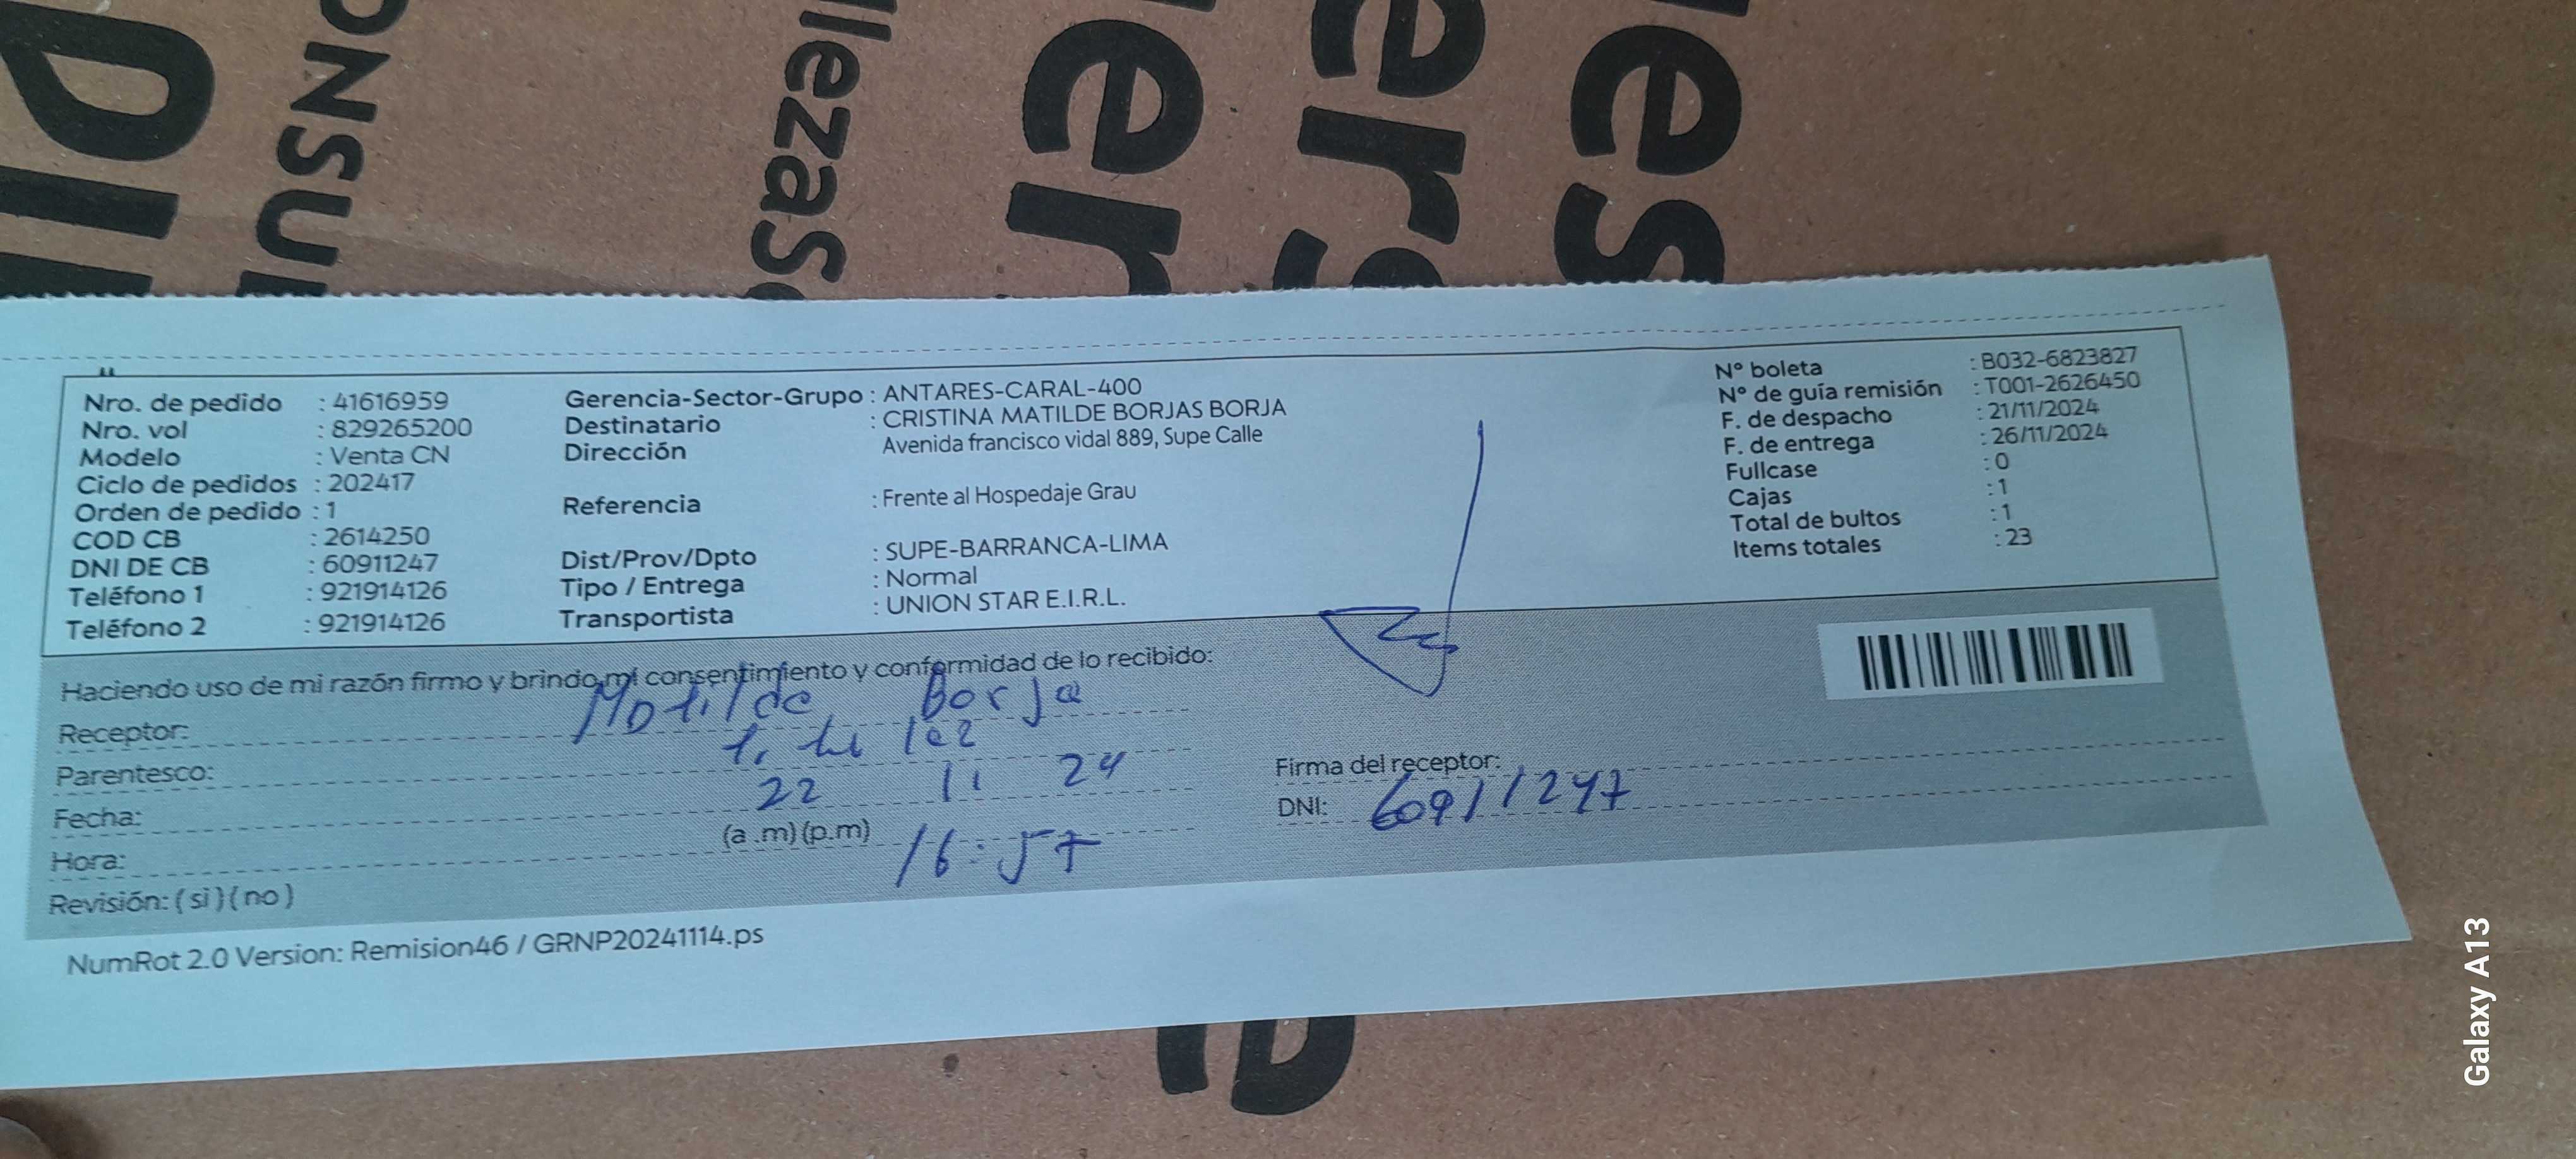 Nro. de pedido : 41616959
Nro. vol : 829265200
Modelo : Venta CN
Ciclo de pedidos : 202417
Orden de pedido : 1
COD CB : 2614250
DNI DE CB : 60911247
Teléfono 1 : 921914126
Teléfono 2 : 921914126
Gerencia-Sector-Grupo : ANTARES-CARAL-400
Destinatario : CRISTINA MATILDE BORJAS BORJA
Dirección Avenida francisco vidal 889, Supe Calle
Referencia : Frente al Hospedaje Grau
Dist/Prov/Dpto : SUPE-BARRANCA-LIMA
Tipo / Entrega : Normal
Transportista : UNION STAR E.I.R.L.
N° boleta : B032-6823827
N° de guía remisión : T001-2626450
F. de despacho : 21/11/2024
F. de entrega : 26/11/2024
Fullcase : 0
Cajas : 1
Total de bultos : 1
Items totales : 23
Haciendo uso de mi razón firmo y brindo mi consentimiento y conformidad de lo recibido:
Receptor: Matilde Borja
Parentesco:
Fecha: 22 11 24
Hora: (a .m) (p.m) 16:57
Revisión: ( si ) ( no )
Firma del receptor:
DNI: 60911247
NumRot 2.0 Version: Remision46 / GRNP20241114.ps
Galaxy A13